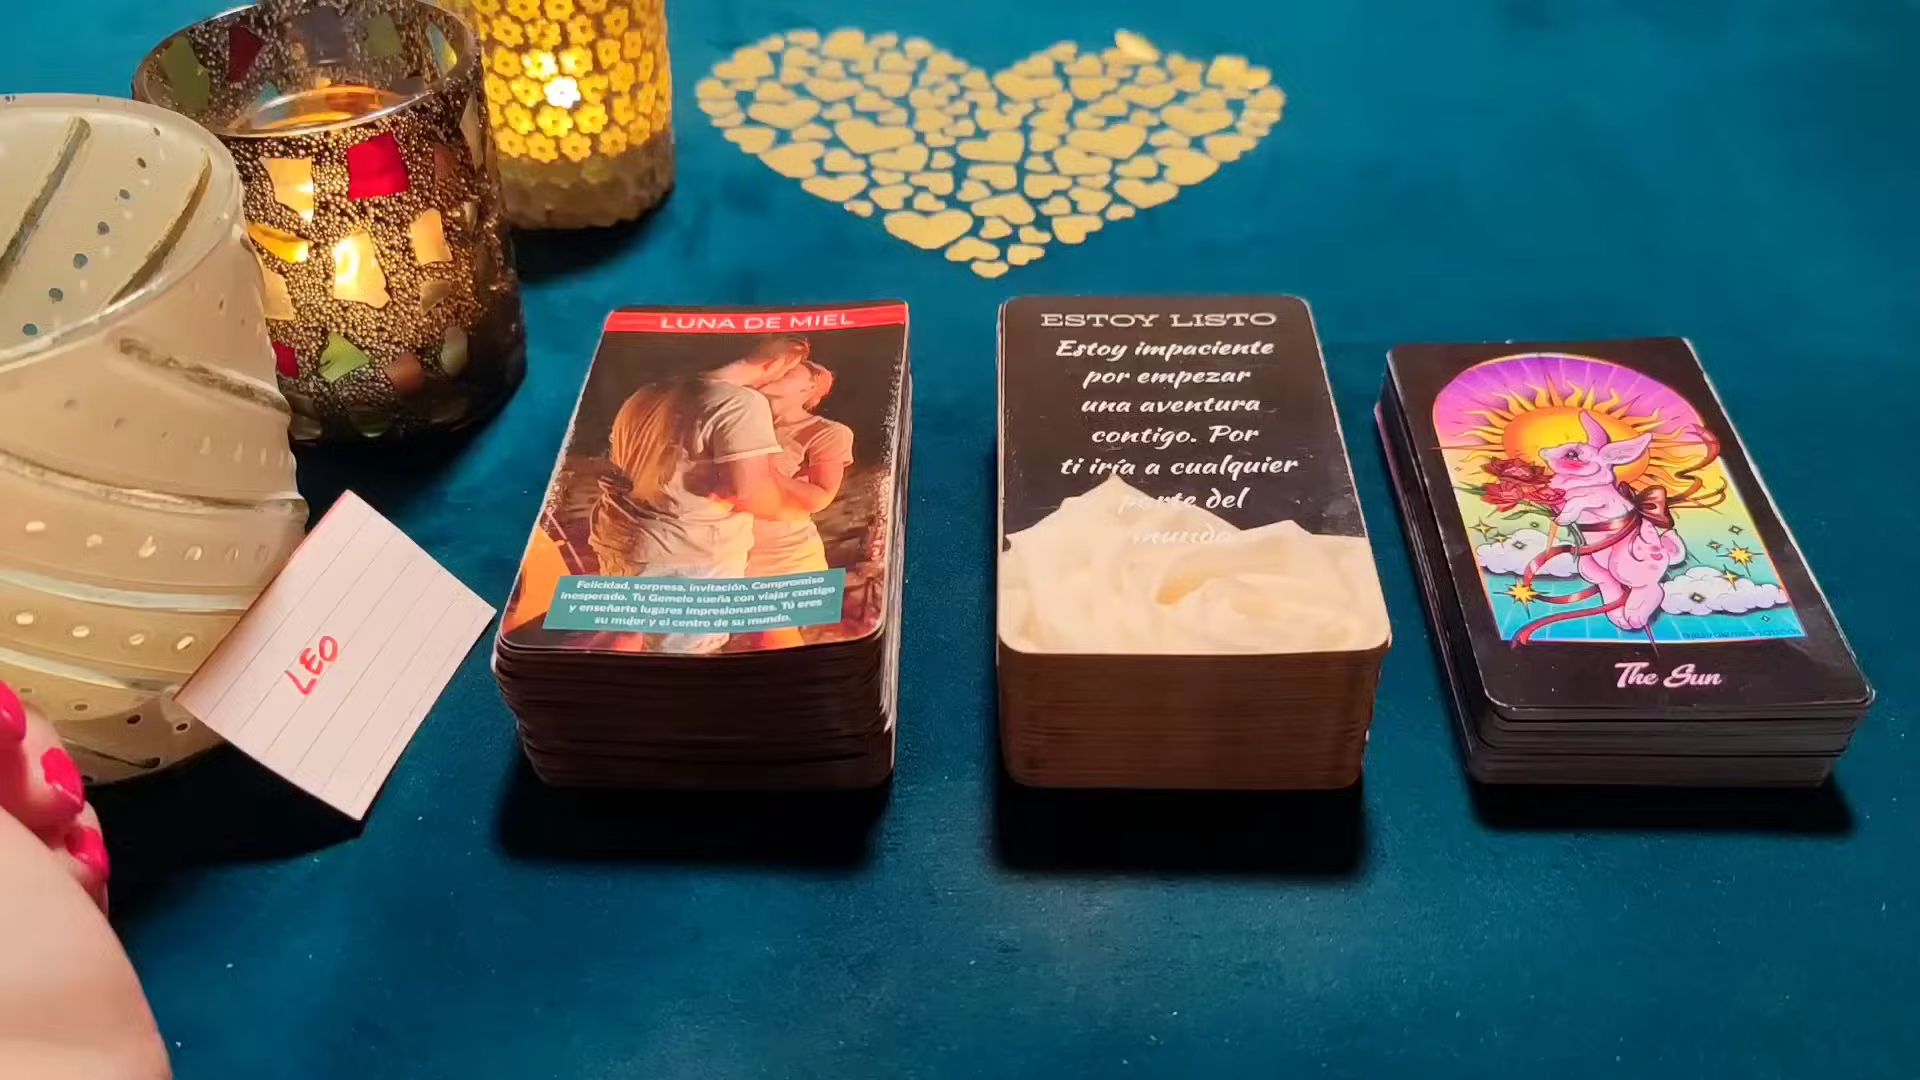 LUNA DE MIEL
Felicidad, sorpresa, invitación. Compromiso
inesperado. Tu Gemelo sueña con viajar contigo
y enseñarte lugares impresionantes. Tú eres
su mujer y el centro de su mundo.
ESTOY LISTO
Estoy impaciente
por empezar
una aventura
contigo. Por
ti iría a cualquier
parte del
mundo.
The Sun
LEO